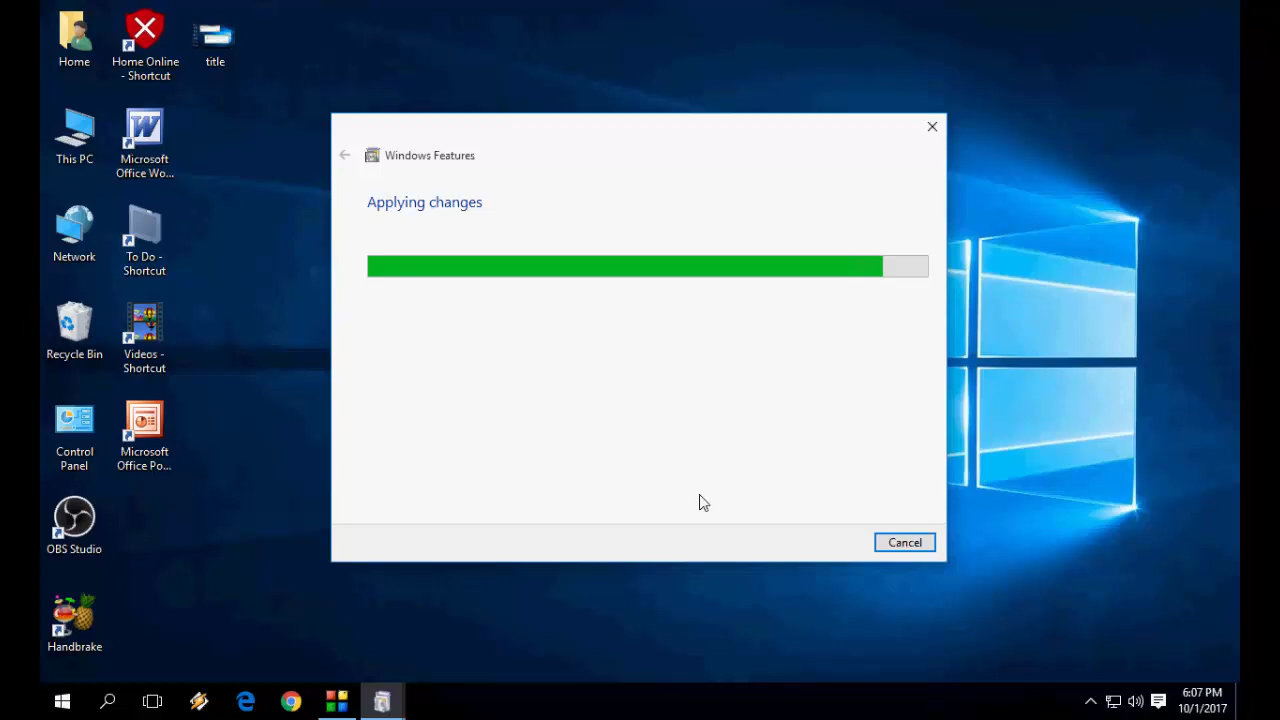 Home
Home Online
- Shortcut
title
This PC
Microsoft
Office Wo...
Network
To Do -
Shortcut
Recycle Bin
Videos -
Shortcut
Control
Panel
Microsoft
Office Po...
OBS Studio
Handbrake
Windows Features
Applying changes
Cancel
6:07 PM
10/1/2017